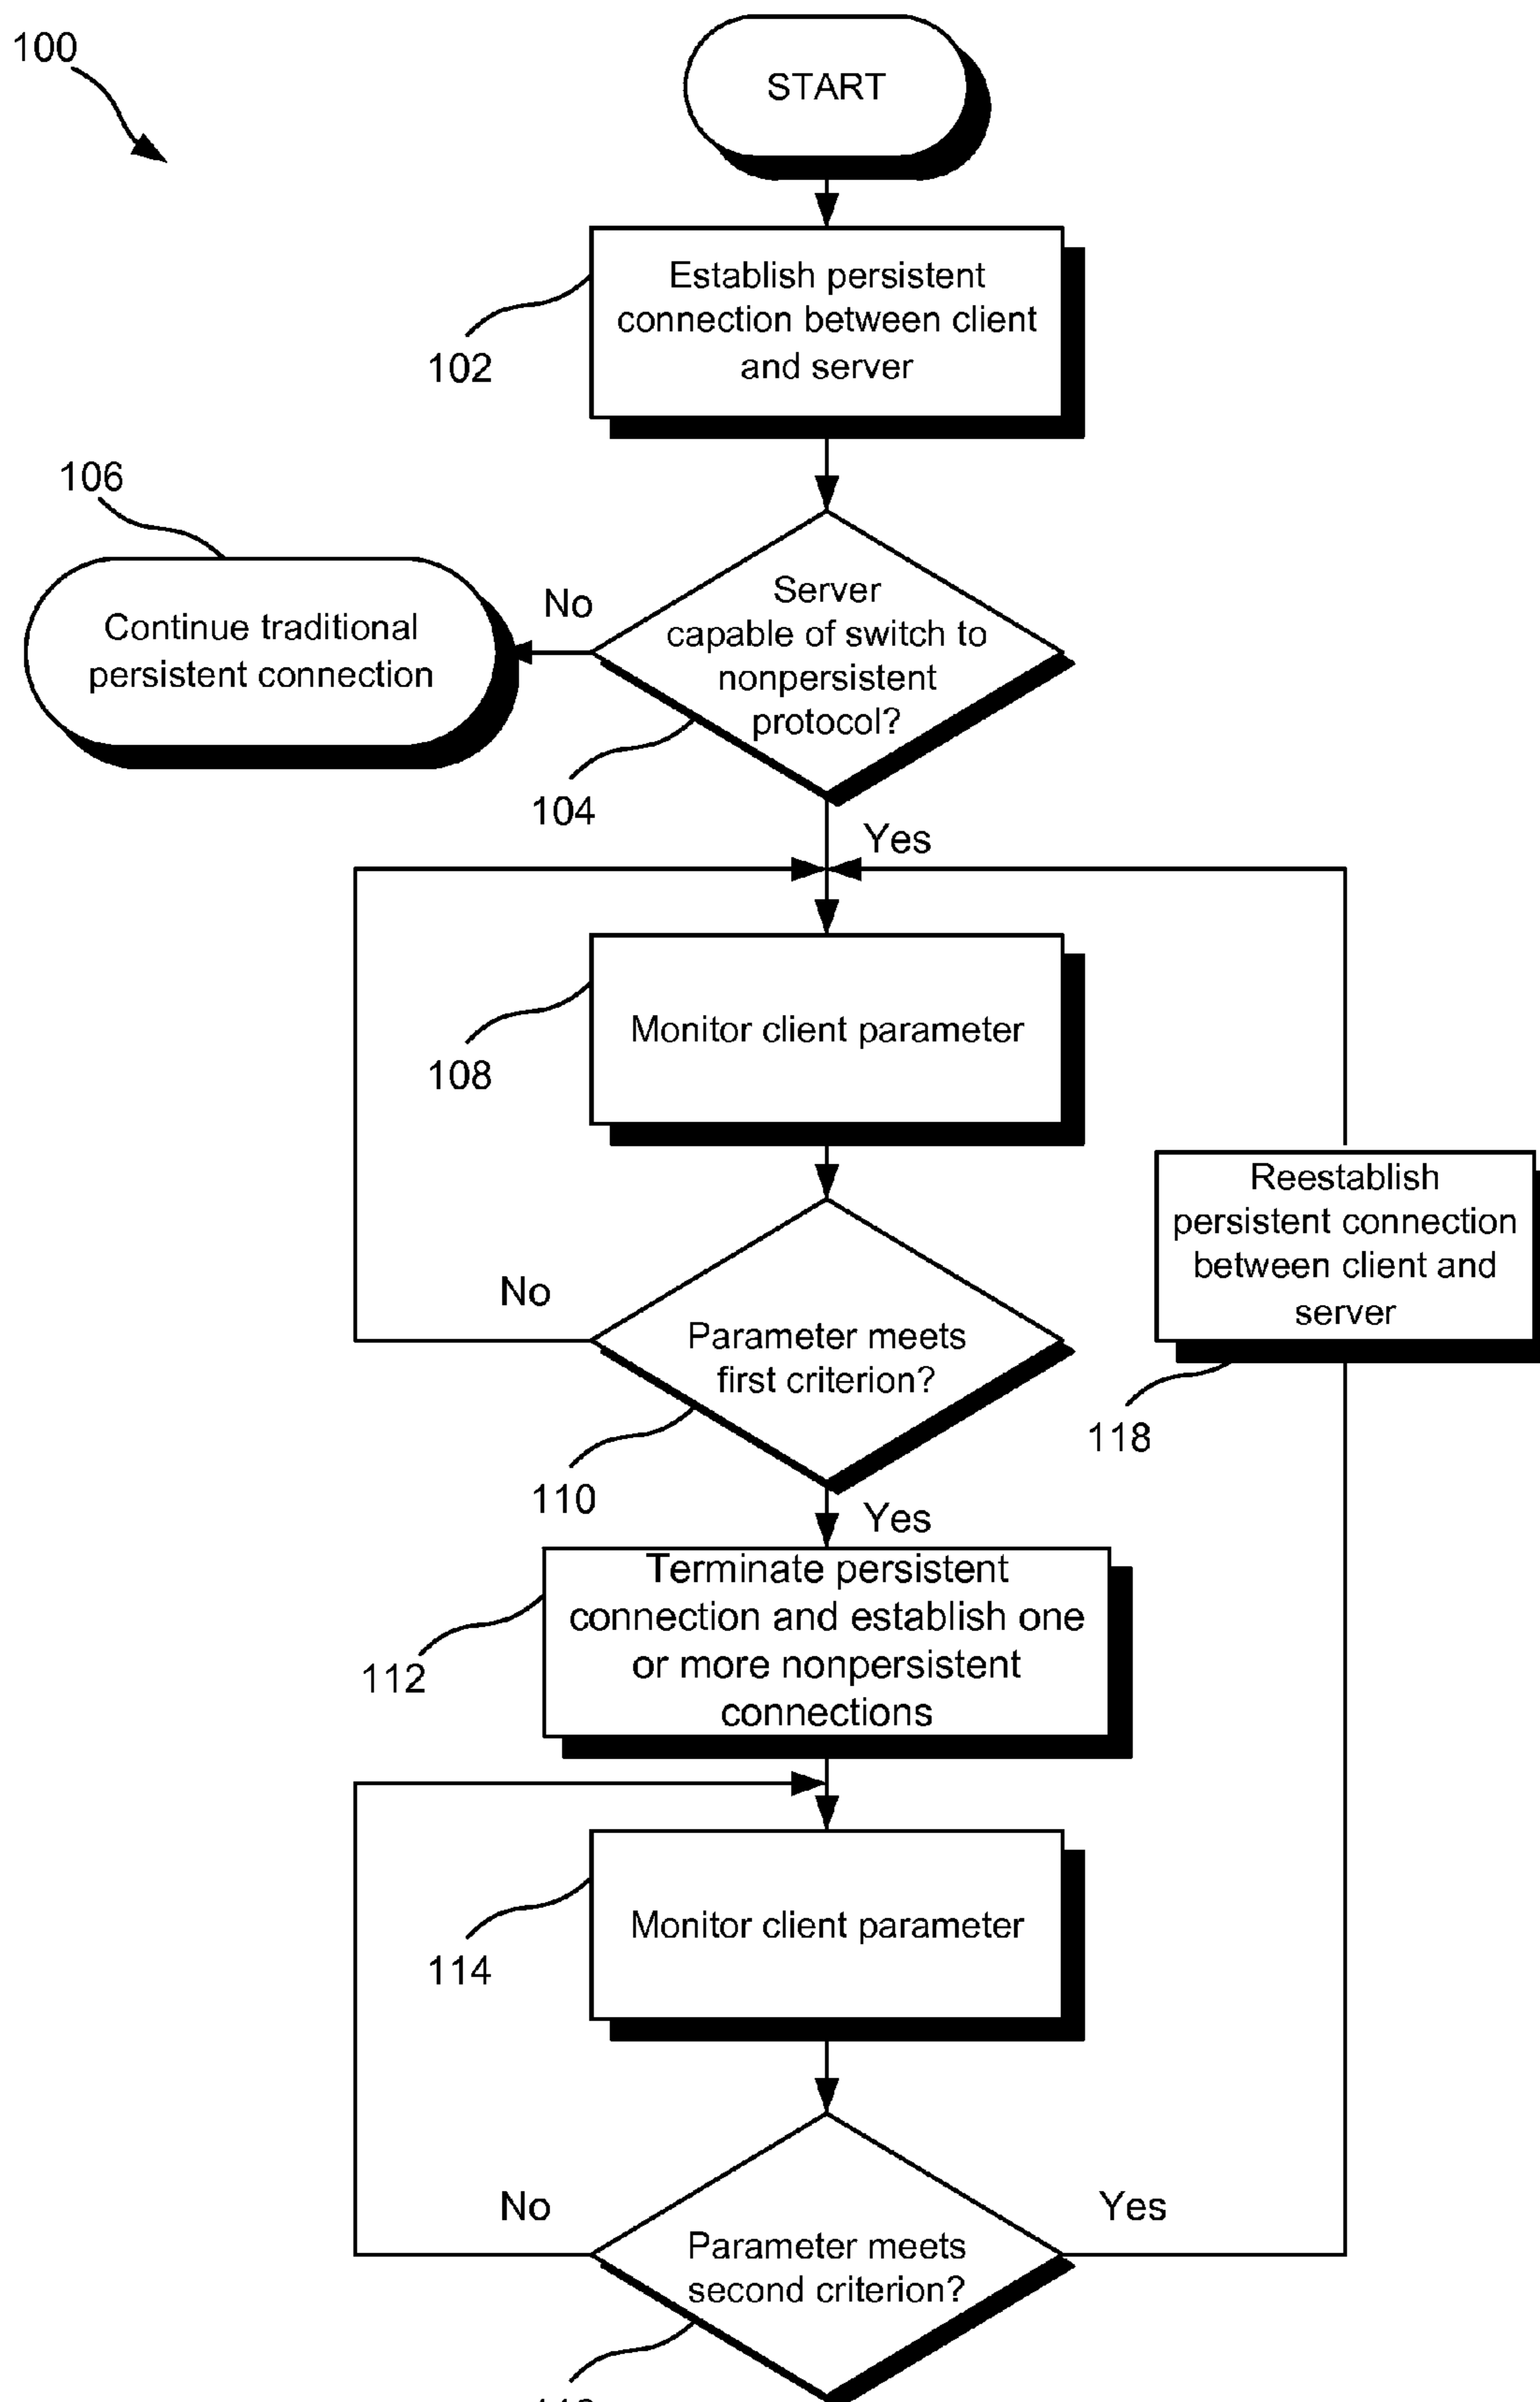 100
START
Establish persistent
connection between client
and server
102
106
Continue traditional
persistent connection
No
Server
capable of switch to
nonpersistent
protocol?
104
Yes
Monitor client parameter
108
Reestablish
persistent connection
between client and
server
118
No
Parameter meets
first criterion?
110
Yes
Terminate persistent
connection and establish one
or more nonpersistent
connections
112
Monitor client parameter
114
No
Parameter meets
second criterion?
Yes